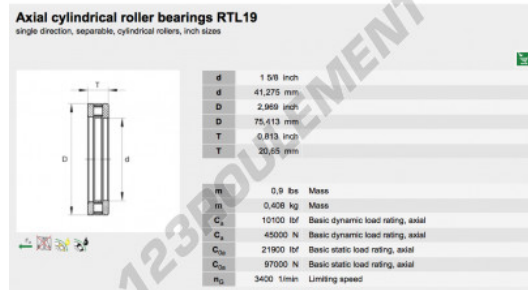 Axial cylindrical roller bearings RTL19
single direction, separable, cylindrical rollers, inch sizes
T
D
d
d 1 5/8 inch
d 41,275 mm
D 2,969 inch
D 75,413 mm
T 0,813 inch
T 20,65 mm
m 0,9 lbs Mass
m 0,408 kg Mass
Ca 10100 lbf Basic dynamic load rating, axial
Ca 45000 N Basic dynamic load rating, axial
C0a 21900 lbf Basic static load rating, axial
C0a 97000 N Basic static load rating, axial
nG 3400 1/min Limiting speed
123ROULEMENT